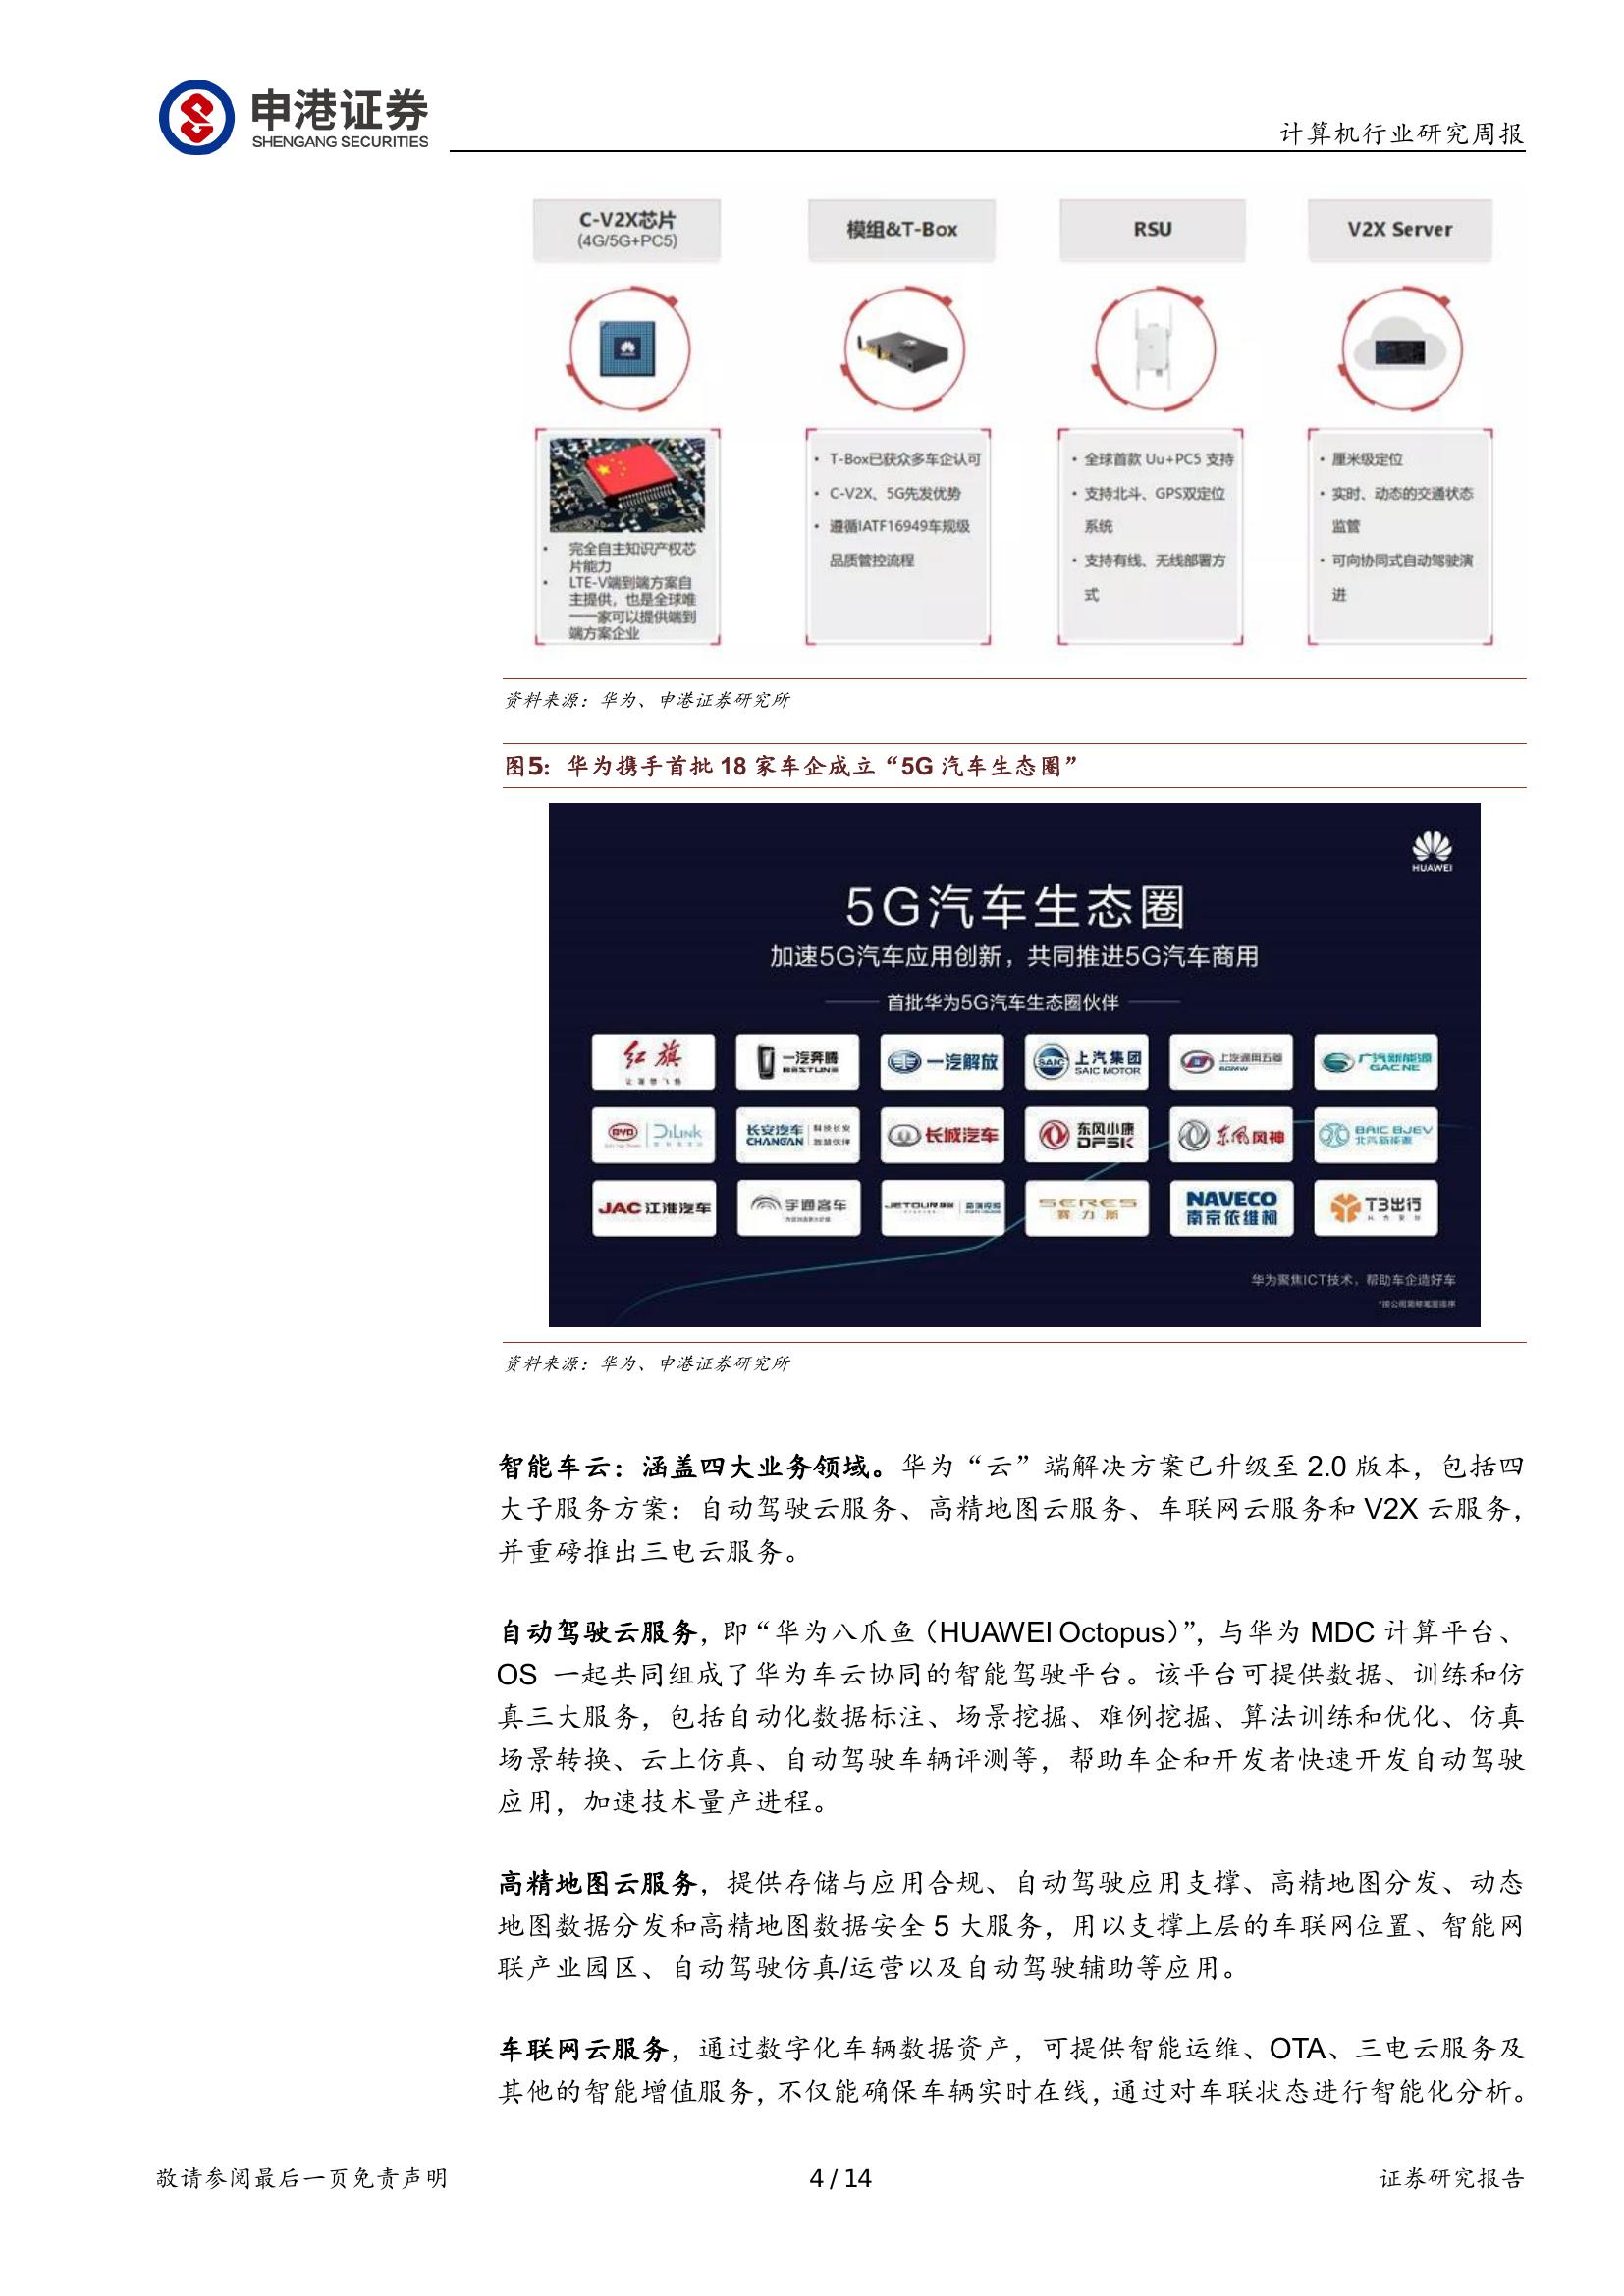 申港证券
SHENGANG SECURITIES
计算机行业研究周报
C-V2X芯片
(4G/5G+PC5)
模组&T-Box
RSU
V2X Server
• 完全自主知识产权芯
片能力
• LTE-V端到端方案自
主提供，也是全球唯
一一家可以提供端到
端方案企业
• T-Box已获众多车企认可
• C-V2X、5G先发优势
• 遵循IATF16949车规级
品质管控流程
• 全球首款 Uu+PC5 支持
• 支持北斗、GPS双定位
系统
• 支持有线、无线部署方
式
• 厘米级定位
• 实时、动态的交通状态
监管
• 可向协同式自动驾驶演
进
资料来源：华为、申港证券研究所
图5：华为携手首批 18 家车企成立“5G 汽车生态圈”
HUAWEI
5G汽车生态圈
加速5G汽车应用创新，共同推进5G汽车商用
首批华为5G汽车生态圈伙伴
红旗
一汽奔腾
BESTUNE
一汽解放
SAIC
上汽集团
SAIC MOTOR
上汽通用五菱
SGMW
广汽新能源
GAC NE
BYD
DiLink
长安汽车
CHANGAN
科技长安
智慧伙伴
长城汽车
东风小康
DFSK
东风风神
BAIC BJEV
北汽新能源
JAC 江淮汽车
宇通客车
JETOUR捷途
SERES
赛力斯
NAVECO
南京依维柯
T3出行
华为聚焦ICT技术，帮助车企造好车
资料来源：华为、申港证券研究所
智能车云：涵盖四大业务领域。华为“云”端解决方案已升级至 2.0 版本，包括四
大子服务方案：自动驾驶云服务、高精地图云服务、车联网云服务和 V2X 云服务，
并重磅推出三电云服务。
自动驾驶云服务，即“华为八爪鱼（HUAWEI Octopus）”，与华为 MDC 计算平台、
OS 一起共同组成了华为车云协同的智能驾驶平台。该平台可提供数据、训练和仿
真三大服务，包括自动化数据标注、场景挖掘、难例挖掘、算法训练和优化、仿真
场景转换、云上仿真、自动驾驶车辆评测等，帮助车企和开发者快速开发自动驾驶
应用，加速技术量产进程。
高精地图云服务，提供存储与应用合规、自动驾驶应用支撑、高精地图分发、动态
地图数据分发和高精地图数据安全 5 大服务，用以支撑上层的车联网位置、智能网
联产业园区、自动驾驶仿真/运营以及自动驾驶辅助等应用。
车联网云服务，通过数字化车辆数据资产，可提供智能运维、OTA、三电云服务及
其他的智能增值服务，不仅能确保车辆实时在线，通过对车联状态进行智能化分析。
敬请参阅最后一页免责声明
4 / 14
证券研究报告